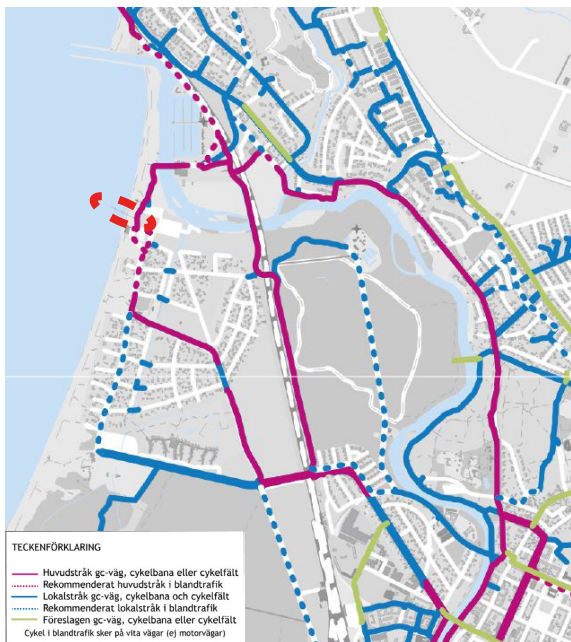 TECKENFÖRKLARING
Huvudstråk gc-väg, cykelbana eller cykelfält
Rekommenderat huvudstråk i blandtrafik
Lokalstråk gc-väg, cykelbana och cykelfält
Rekommenderat lokalstråk i blandtrafik
Föreslagen gc-väg, cykelbana eller cykelfält
Cykel i blandtrafik sker på vita vägar (ej motorvägar)